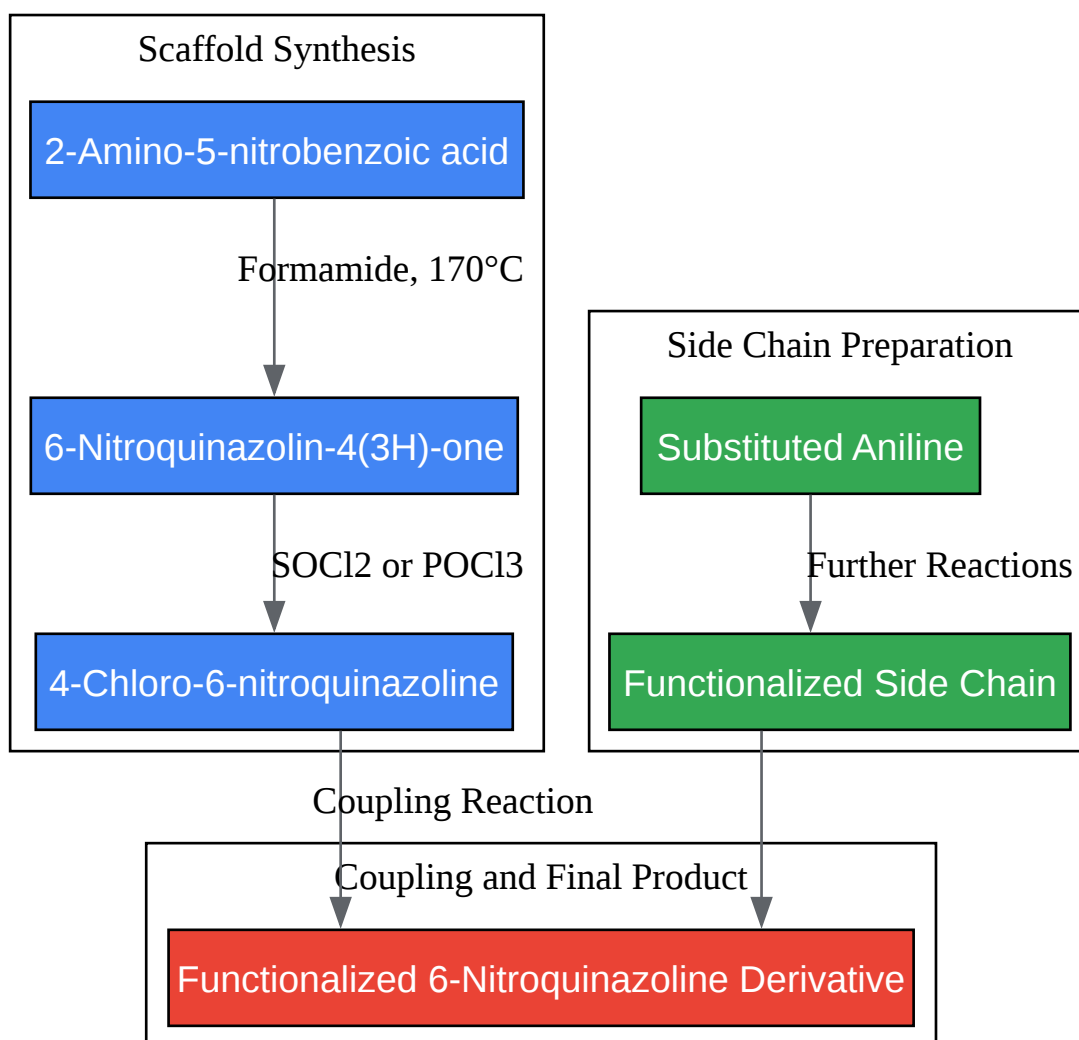 Scaffold Synthesis
2-Amino-5-nitrobenzoic acid
Formamide, 170°C
6-Nitroquinazolin-4(3H)-one
SOCl2 or POCl3
4-Chloro-6-nitroquinazoline
Side Chain Preparation
Substituted Aniline
Further Reactions
Functionalized Side Chain
Coupling Reaction
Coupling and Final Product
Functionalized 6-Nitroquinazoline Derivative